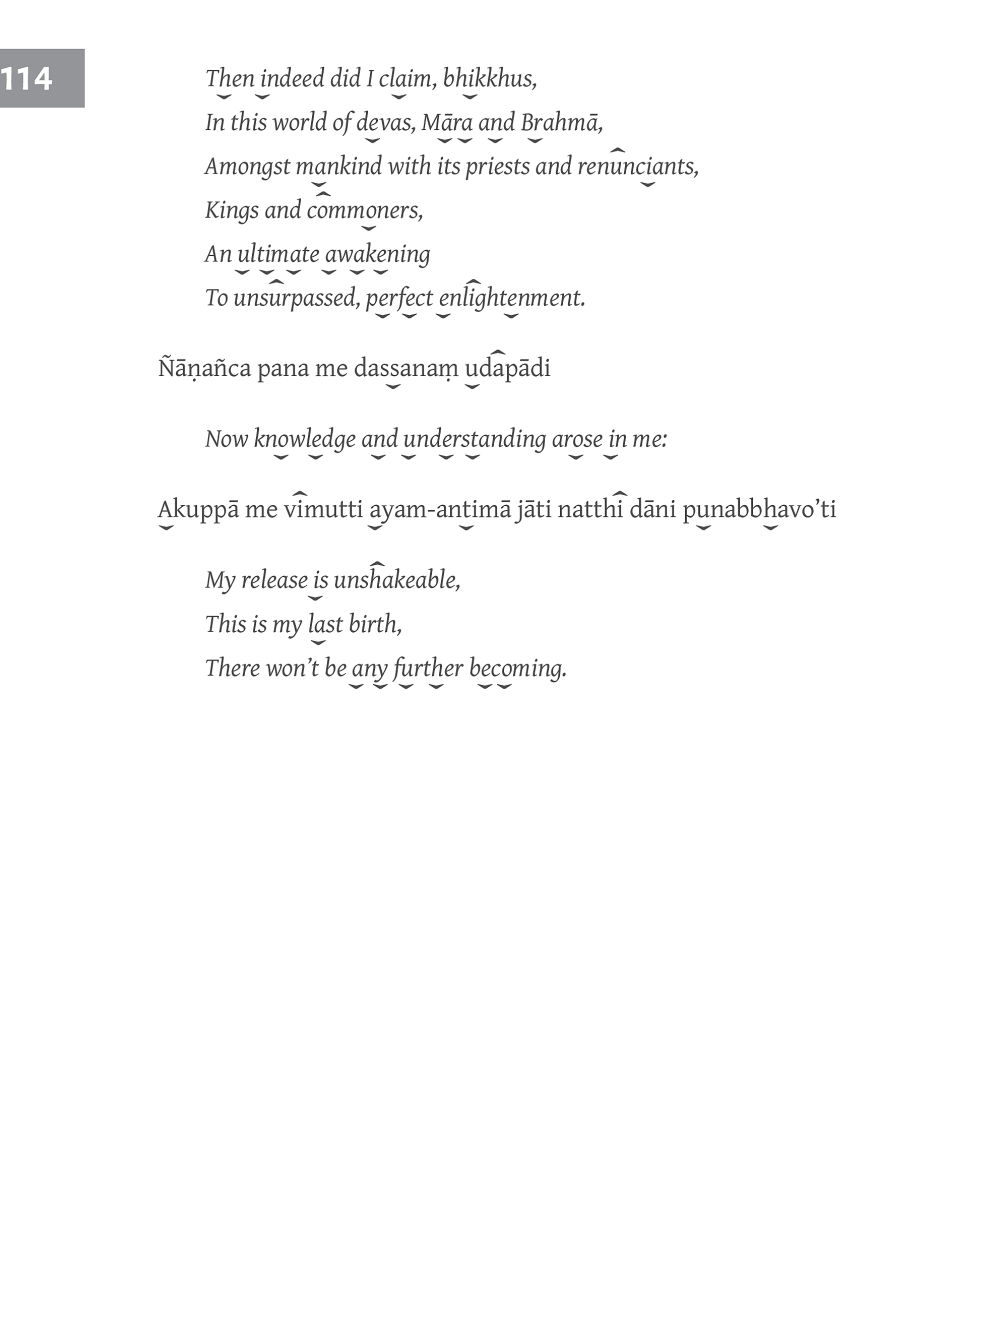 114
Then indeed did I claim, bhikkhus,
In this world of devas, Māra and Brahmā,
Amongst mankind with its priests and renunciants,
Kings and commoners,
An ultimate awakening
To unsurpassed, perfect enlightenment.
Ñāṇañca pana me dassanaṃ udapādi
Now knowledge and understanding arose in me:
Akuppā me vimutti ayam-antimā jāti natthi dāni punabbhavo’ti
My release is unshakeable,
This is my last birth,
There won’t be any further becoming.